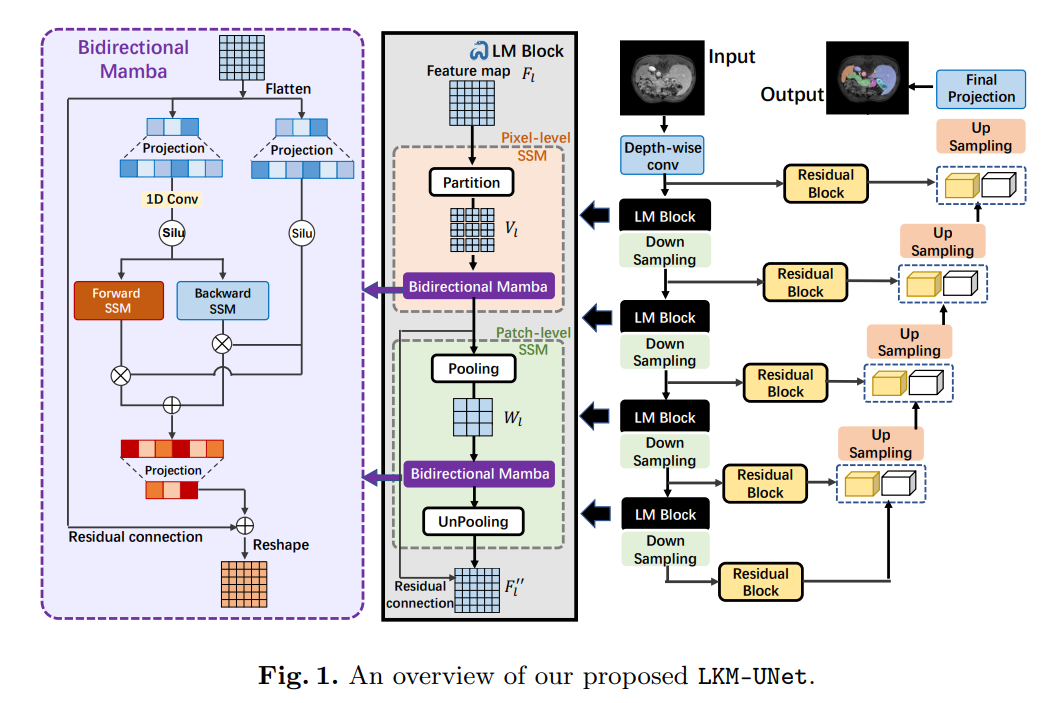 Bidirectional
Mamba
Flatten
Projection
Projection
1D Conv
Silu
Silu
Forward
SSM
Backward
SSM
Projection
Residual connection
Reshape
LM Block
Feature map F_l
Pixel-level
SSM
Partition
V_l
Bidirectional Mamba
Patch-level
SSM
Pooling
W_l
Bidirectional Mamba
UnPooling
Residual
connection
F_l''
Input
Output
Final
Projection
Depth-wise
conv
Up
Sampling
Residual
Block
LM Block
Down
Sampling
Up
Sampling
Residual
Block
LM Block
Down
Sampling
Up
Sampling
Residual
Block
LM Block
Down
Sampling
Up
Sampling
Residual
Block
LM Block
Down
Sampling
Residual
Block
Fig. 1. An overview of our proposed LKM-UNet.